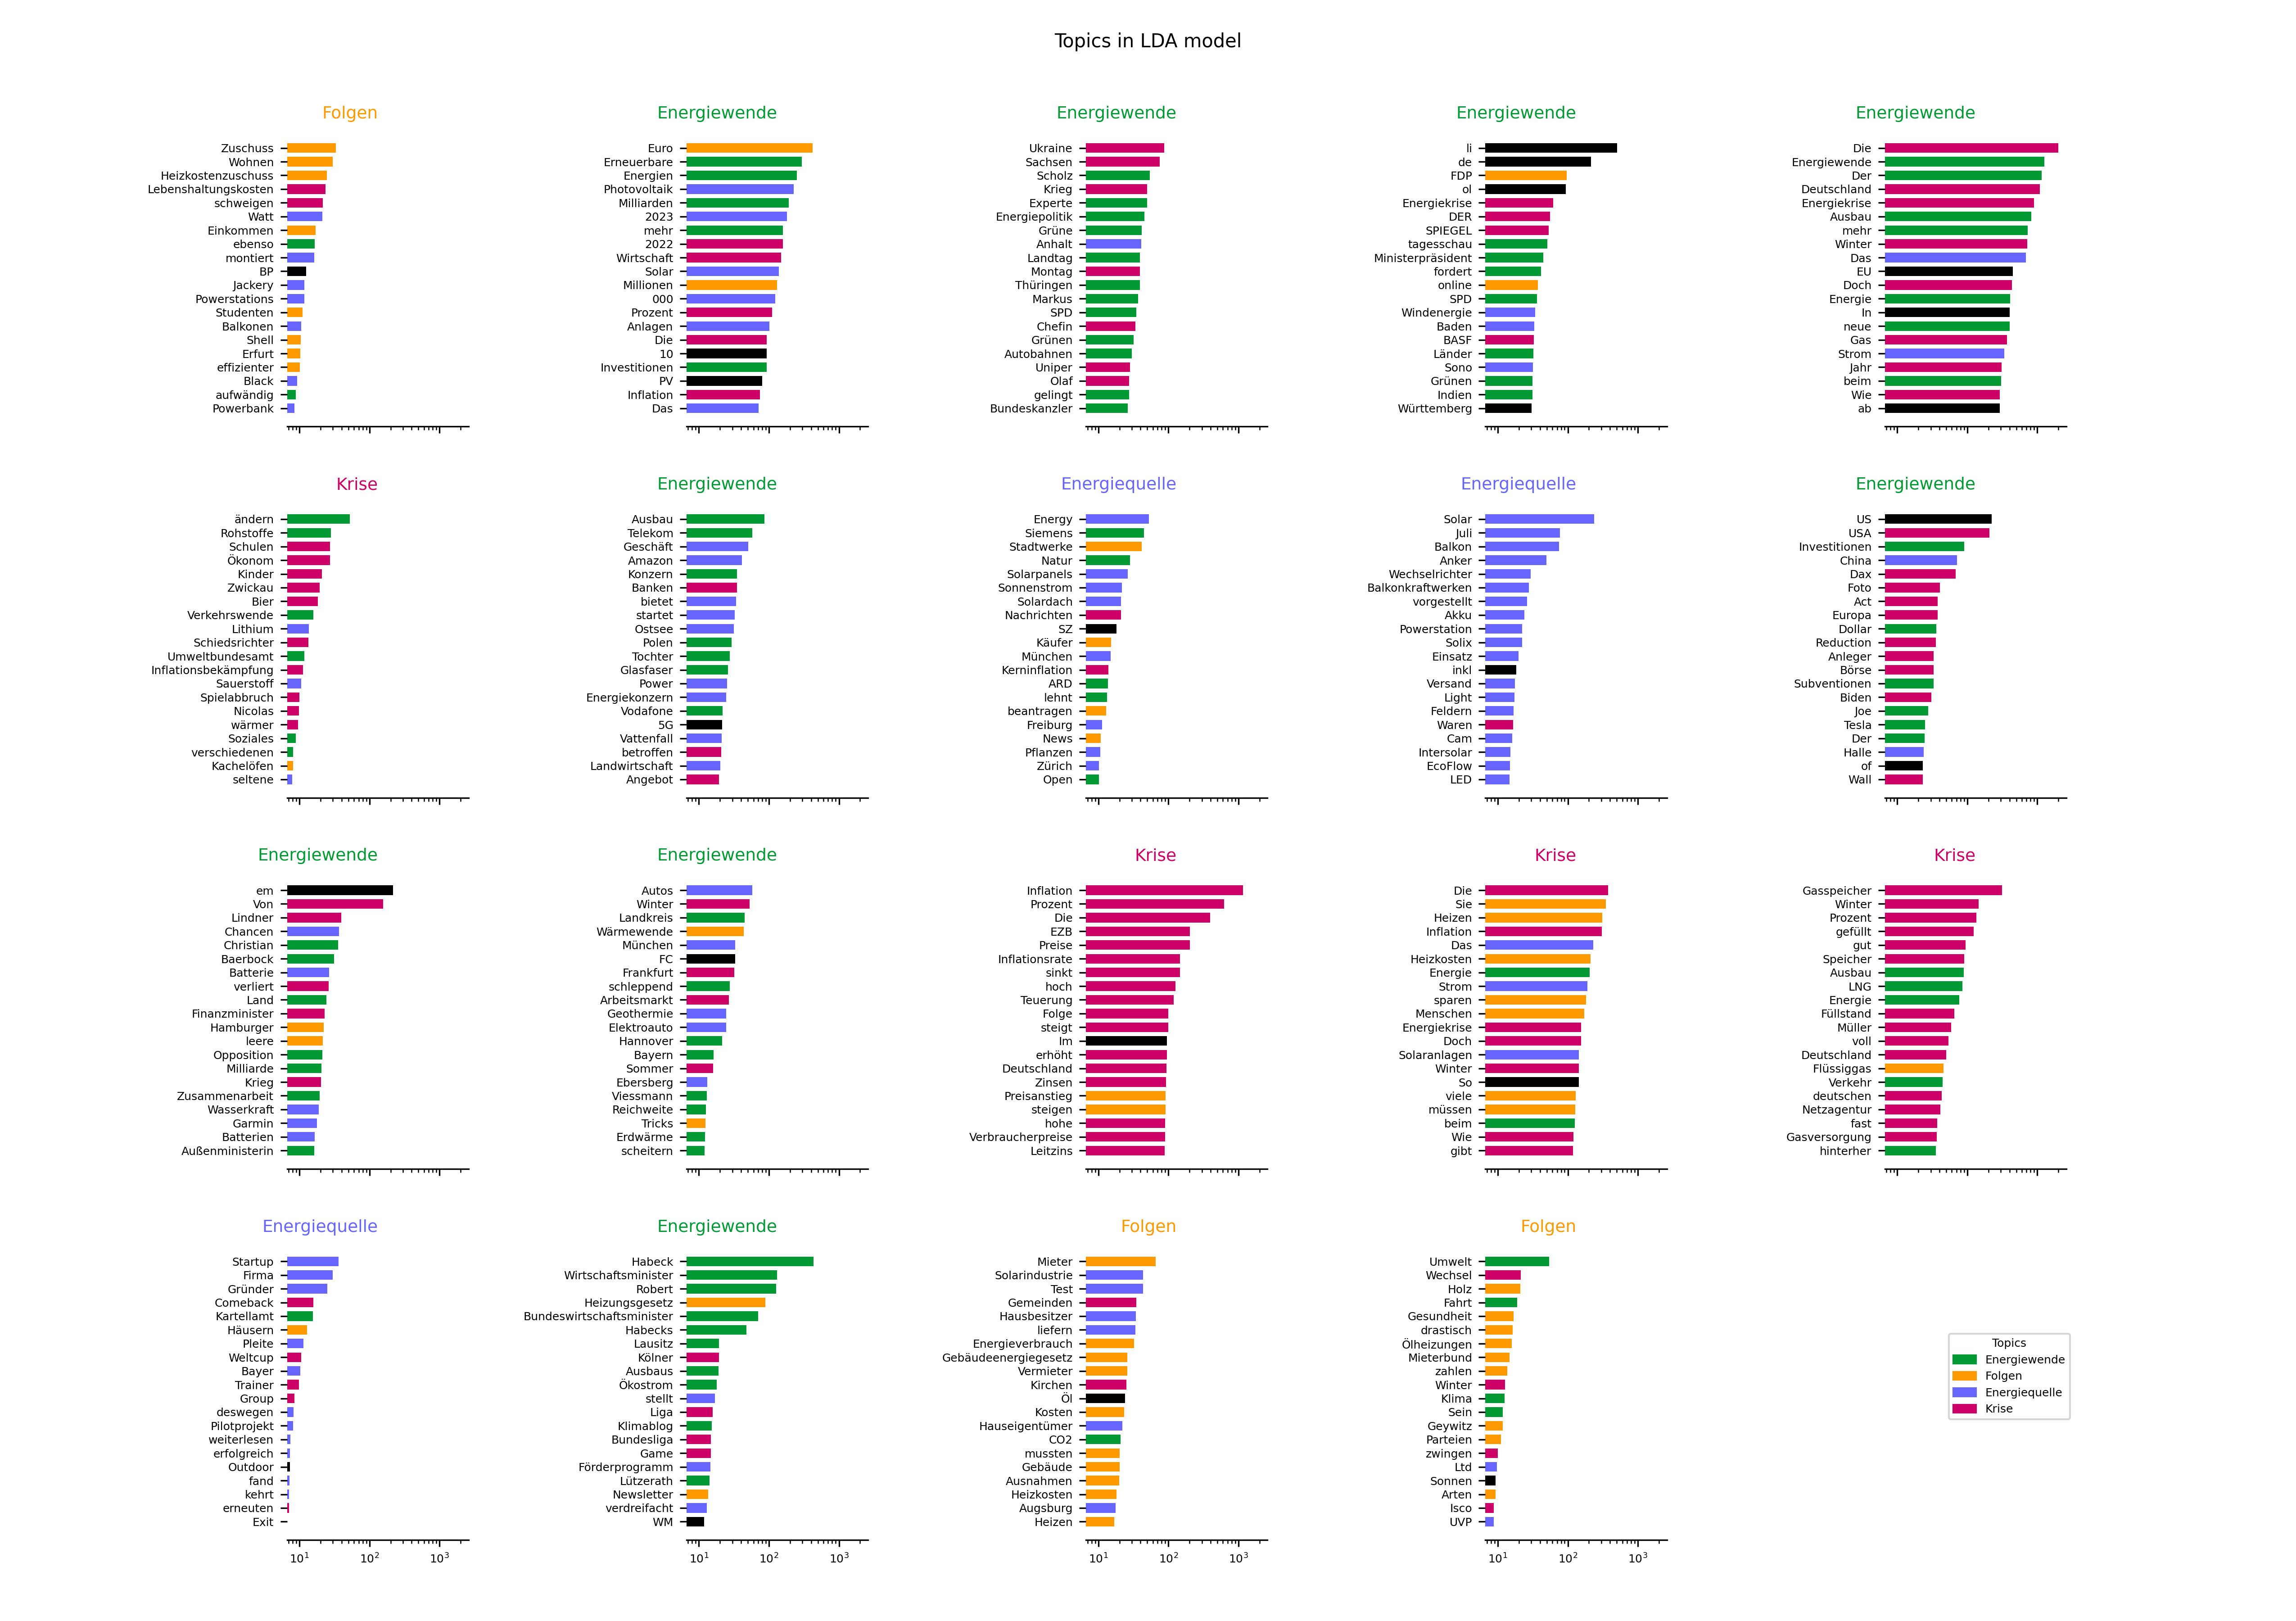 Topics in LDA model
Folgen
Zuschuss
Wohnen
Heizkostenzuschuss
Lebenshaltungskosten
schweigen
Watt
Einkommen
ebenso
montiert
BP
Jackery
Powerstations
Studenten
Balkonen
Shell
Erfurt
effizienter
Black
aufwändig
Powerbank
Energiewende
Euro
Erneuerbare
Energien
Photovoltaik
Milliarden
2023
mehr
2022
Wirtschaft
Solar
Millionen
000
Prozent
Anlagen
Die
10
Investitionen
PV
Inflation
Das
Energiewende
Ukraine
Sachsen
Scholz
Krieg
Experte
Energiepolitik
Grüne
Anhalt
Landtag
Montag
Thüringen
Markus
SPD
Chefin
Grünen
Autobahnen
Uniper
Olaf
gelingt
Bundeskanzler
Energiewende
li
de
FDP
ol
Energiekrise
DER
SPIEGEL
tagesschau
Ministerpräsident
fordert
online
SPD
Windenergie
Baden
BASF
Länder
Sono
Grünen
Indien
Württemberg
Energiewende
Die
Energiewende
Der
Deutschland
Energiekrise
Ausbau
mehr
Winter
Das
EU
Doch
Energie
In
neue
Gas
Strom
Jahr
beim
Wie
ab
Krise
ändern
Rohstoffe
Schulen
Ökonom
Kinder
Zwickau
Bier
Verkehrswende
Lithium
Schiedsrichter
Umweltbundesamt
Inflationsbekämpfung
Sauerstoff
Spielabbruch
Nicolas
wärmer
Soziales
verschiedenen
Kachelöfen
seltene
Energiewende
Ausbau
Telekom
Geschäft
Amazon
Konzern
Banken
bietet
startet
Ostsee
Polen
Tochter
Glasfaser
Power
Energiekonzern
Vodafone
5G
Vattenfall
betroffen
Landwirtschaft
Angebot
Energiequelle
Energy
Siemens
Stadtwerke
Natur
Solarpanels
Sonnenstrom
Solardach
Nachrichten
SZ
Käufer
München
Kerninflation
ARD
lehnt
beantragen
Freiburg
News
Pflanzen
Zürich
Open
Energiequelle
Solar
Juli
Balkon
Anker
Wechselrichter
Balkonkraftwerken
vorgestellt
Akku
Powerstation
Solix
Einsatz
inkl
Versand
Light
Feldern
Waren
Cam
Intersolar
EcoFlow
LED
Energiewende
US
USA
Investitionen
China
Dax
Foto
Act
Europa
Dollar
Reduction
Anleger
Börse
Subventionen
Biden
Joe
Tesla
Der
Halle
of
Wall
Energiewende
em
Von
Lindner
Chancen
Christian
Baerbock
Batterie
verliert
Land
Finanzminister
Hamburger
leere
Opposition
Milliarde
Krieg
Zusammenarbeit
Wasserkraft
Garmin
Batterien
Außenministerin
Energiewende
Autos
Winter
Landkreis
Wärmewende
München
FC
Frankfurt
schleppend
Arbeitsmarkt
Geothermie
Elektroauto
Hannover
Bayern
Sommer
Ebersberg
Viessmann
Reichweite
Tricks
Erdwärme
scheitern
Krise
Inflation
Prozent
Die
EZB
Preise
Inflationsrate
sinkt
hoch
Teuerung
Folge
steigt
Im
erhöht
Deutschland
Zinsen
Preisanstieg
steigen
hohe
Verbraucherpreise
Leitzins
Krise
Die
Sie
Heizen
Inflation
Das
Heizkosten
Energie
Strom
sparen
Menschen
Energiekrise
Doch
Solaranlagen
Winter
So
viele
müssen
beim
Wie
gibt
Krise
Gasspeicher
Winter
Prozent
gefüllt
gut
Speicher
Ausbau
LNG
Energie
Füllstand
Müller
voll
Deutschland
Flüssiggas
Verkehr
deutschen
Netzagentur
fast
Gasversorgung
hinterher
Energiequelle
Startup
Firma
Gründer
Comeback
Kartellamt
Häusern
Pleite
Weltcup
Bayer
Trainer
Group
deswegen
Pilotprojekt
weiterlesen
erfolgreich
Outdoor
fand
kehrt
erneuten
Exit
10¹ 10² 10³
Energiewende
Habeck
Wirtschaftsminister
Robert
Heizungsgesetz
Bundeswirtschaftsminister
Habecks
Lausitz
Kölner
Ausbaus
Ökostrom
stellt
Liga
Klimablog
Bundesliga
Game
Förderprogramm
Lützerath
Newsletter
verdreifacht
WM
10¹ 10² 10³
Folgen
Mieter
Solarindustrie
Test
Gemeinden
Hausbesitzer
liefern
Energieverbrauch
Gebäudeenergiegesetz
Vermieter
Kirchen
Öl
Kosten
Hauseigentümer
CO2
mussten
Gebäude
Ausnahmen
Heizkosten
Augsburg
Heizen
10¹ 10² 10³
Folgen
Umwelt
Wechsel
Holz
Fahrt
Gesundheit
drastisch
Ölheizungen
Mieterbund
zahlen
Winter
Klima
Sein
Geywitz
Parteien
zwingen
Ltd
Sonnen
Arten
Isco
UVP
10¹ 10² 10³
Topics
Energiewende
Folgen
Energiequelle
Krise